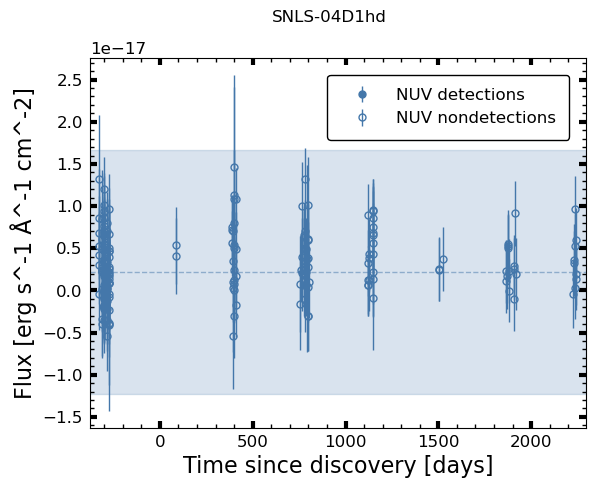 SNLS-04D1hd
1e−17
NUV detections
NUV nondetections
2.5
2.0
1.5
1.0
0.5
0.0
−0.5
−1.0
−1.5
Flux [erg s^-1 Å^-1 cm^-2]
0 500 1000 1500 2000
Time since discovery [days]